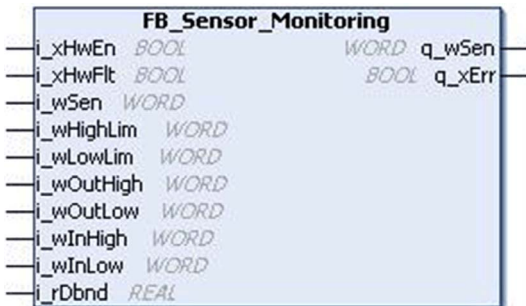 FB_Sensor_Monitoring
i_xHwEn BOOL WORD q_wSen
i_xHwFlt BOOL BOOL q_xErr
i_wSen WORD
i_wHighLim WORD
i_wLowLim WORD
i_wOutHigh WORD
i_wOutLow WORD
i_wInHigh WORD
i_wInLow WORD
i_rDbnd REAL